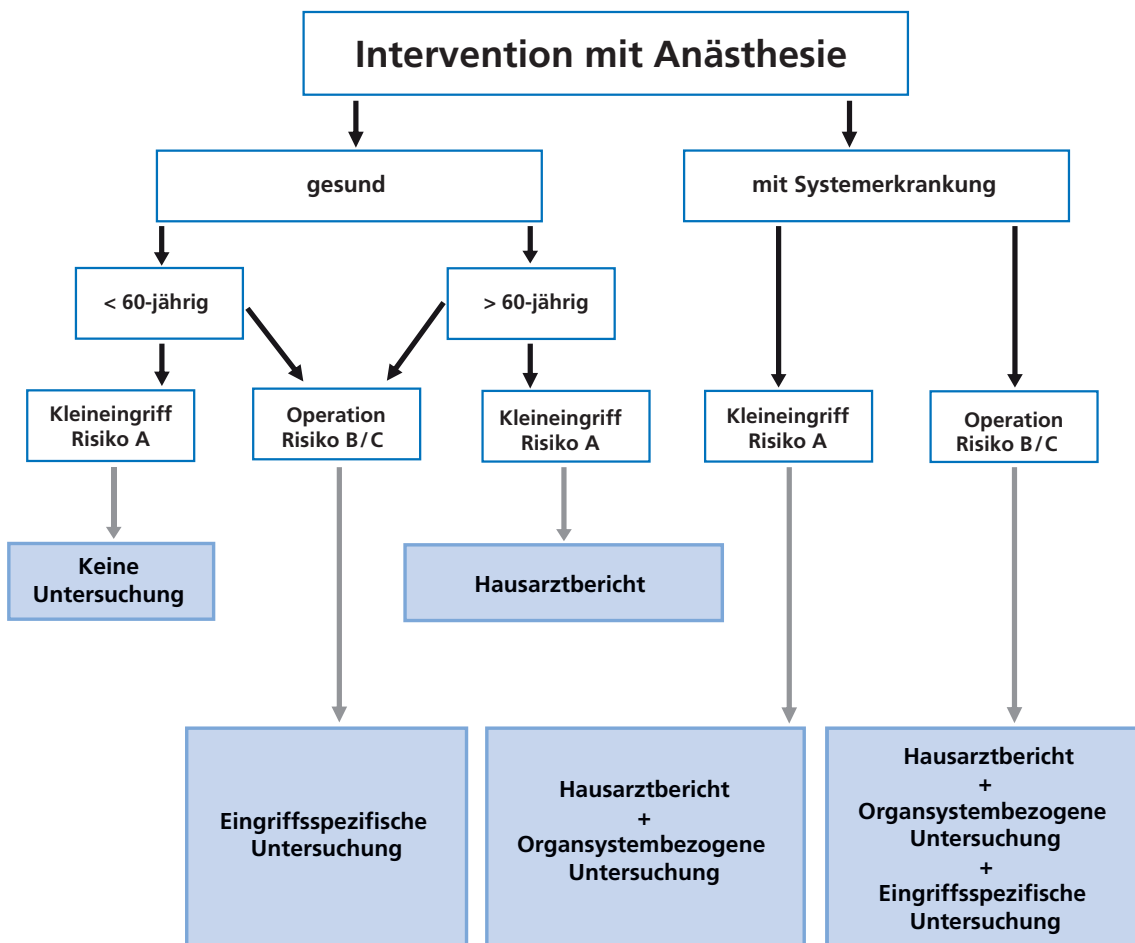 Intervention mit Anästhesie
gesund
mit Systemerkrankung
< 60-jährig
> 60-jährig
Kleineingriff
Risiko A
Operation
Risiko B/C
Kleineingriff
Risiko A
Kleineingriff
Risiko A
Operation
Risiko B/C
Keine
Untersuchung
Hausarztbericht
Eingriffsspezifische
Untersuchung
Hausarztbericht
+
Organsystembezogene
Untersuchung
Hausarztbericht
+
Organsystembezogene
Untersuchung
+
Eingriffsspezifische
Untersuchung